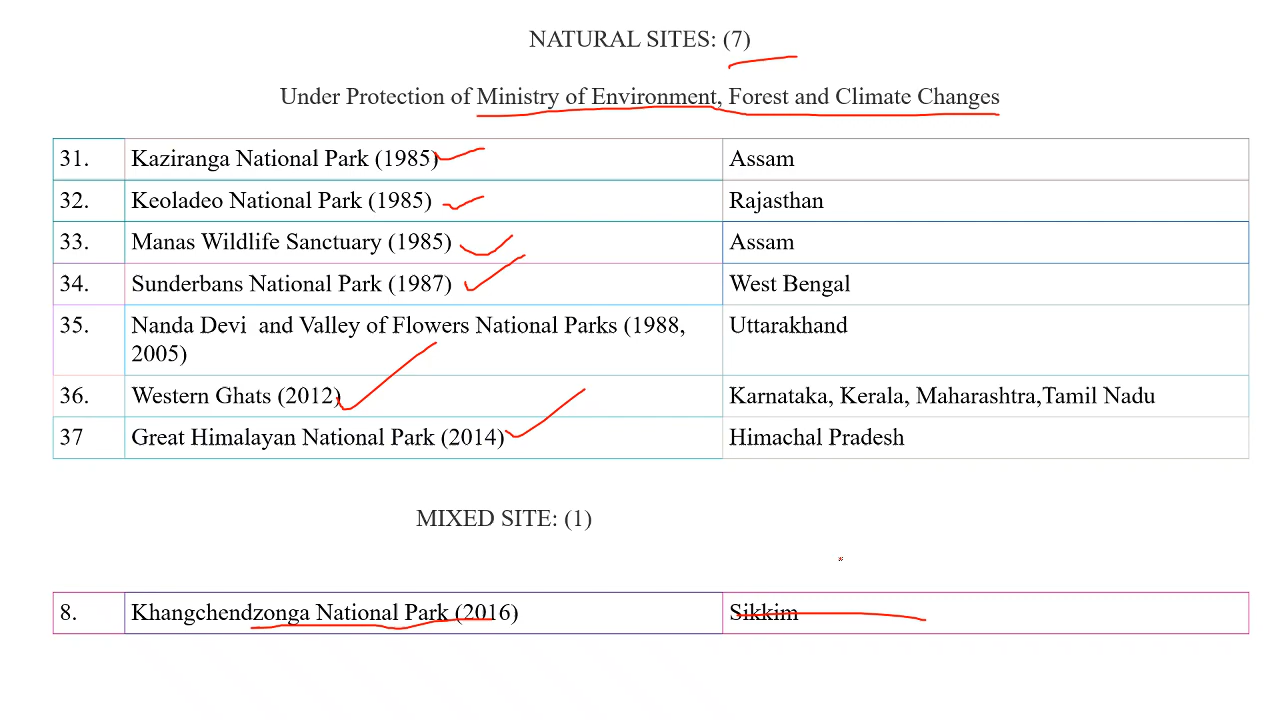 NATURAL SITES: (7)
Under Protection of Ministry of Environment, Forest and Climate Changes
31. Kaziranga National Park (1985) Assam
32. Keoladeo National Park (1985) Rajasthan
33. Manas Wildlife Sanctuary (1985) Assam
34. Sunderbans National Park (1987) West Bengal
35. Nanda Devi and Valley of Flowers National Parks (1988, Uttarakhand
2005)
36. Western Ghats (2012) Karnataka, Kerala, Maharashtra,Tamil Nadu
37 Great Himalayan National Park (2014) Himachal Pradesh
MIXED SITE: (1)
8. Khangchendzonga National Park (2016) Sikkim